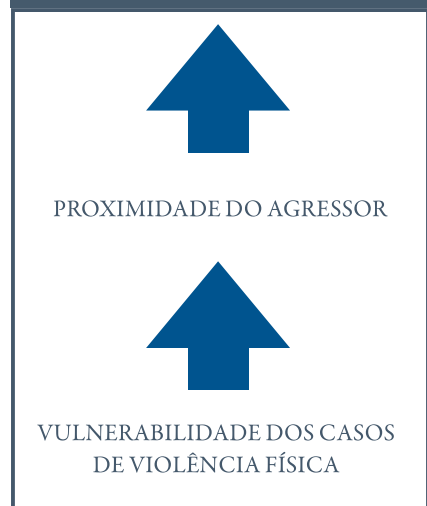 PROXIMIDADE DO AGRESSOR
VULNERABILIDADE DOS CASOS
DE VIOLÊNCIA FÍSICA